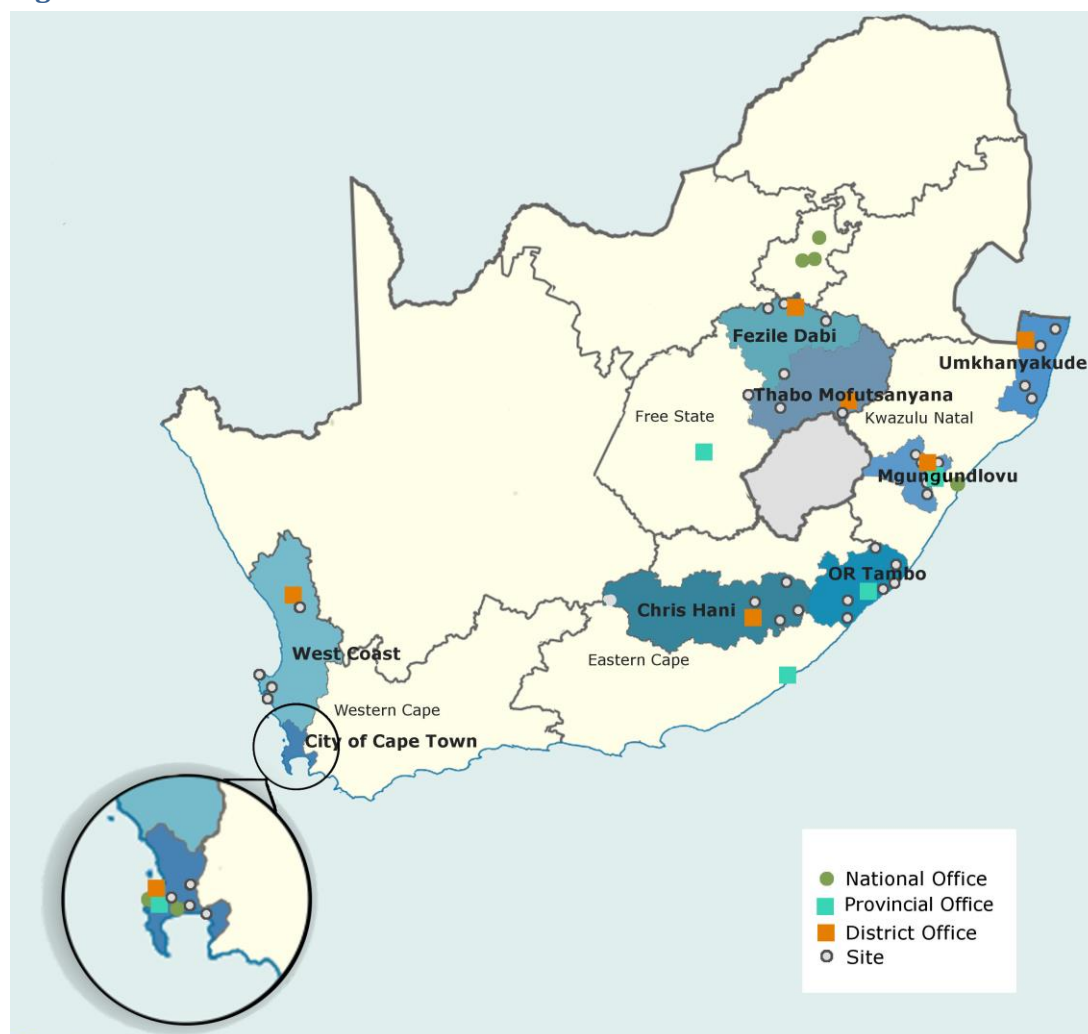 Fezile Dabi
Umkhanyakude
Thabo Mofutsanyana
Free State
Kwazulu Natal
Mgungundlovu
OR Tambo
Chris Hani
West Coast
Eastern Cape
Western Cape
City of Cape Town
National Office
Provincial Office
District Office
Site